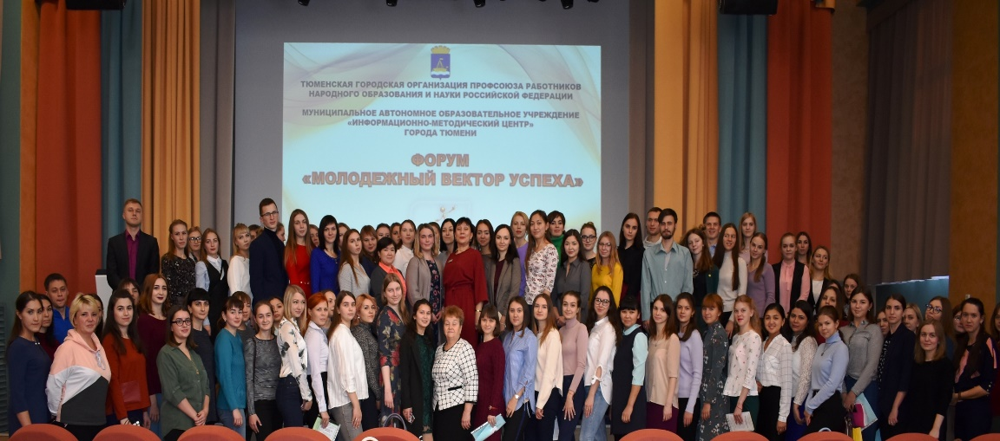 ТЮМЕНСКАЯ ГОРОДСКАЯ ОРГАНИЗАЦИЯ ПРОФСОЮЗА РАБОТНИКОВ
НАРОДНОГО ОБРАЗОВАНИЯ И НАУКИ РОССИЙСКОЙ ФЕДЕРАЦИИ
МУНИЦИПАЛЬНОЕ АВТОНОМНОЕ ОБРАЗОВАТЕЛЬНОЕ УЧРЕЖДЕНИЕ
«ИНФОРМАЦИОННО-МЕТОДИЧЕСКИЙ ЦЕНТР»
ГОРОДА ТЮМЕНИ
ФОРУМ
«МОЛОДЕЖНЫЙ ВЕКТОР УСПЕХА»